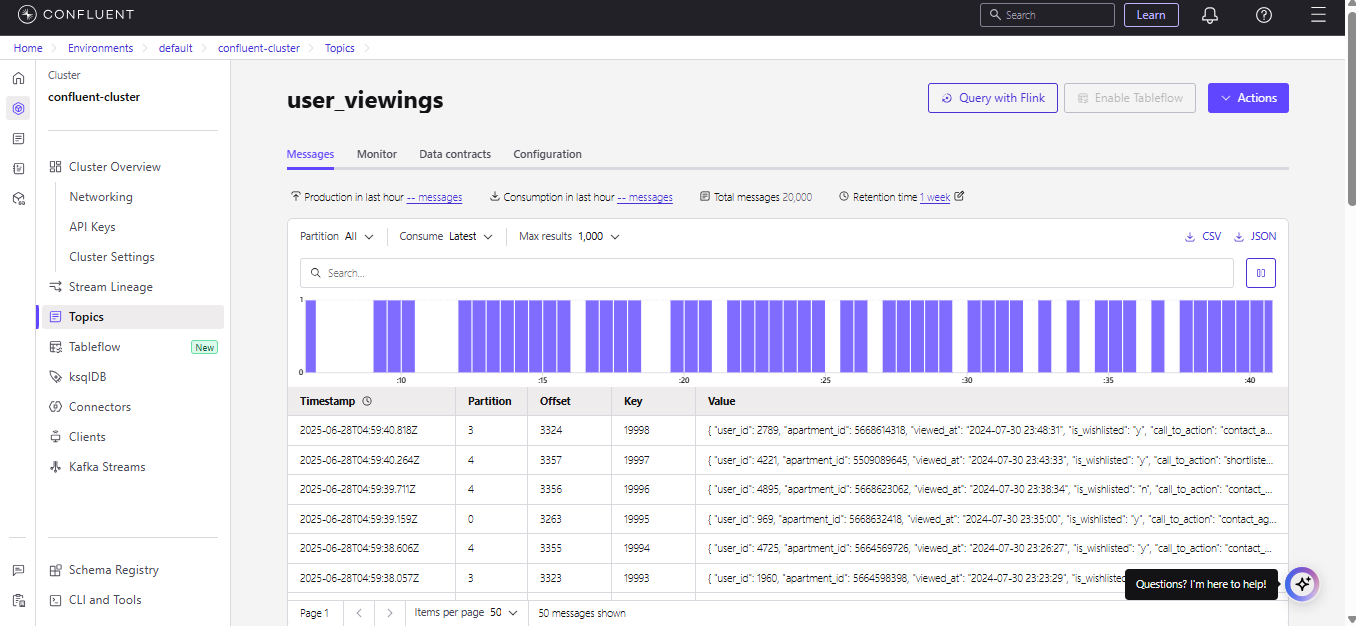 CONFLUENT
Search
Learn
Home
Environments
default
confluent-cluster
Topics
Cluster
confluent-cluster
Cluster Overview
Networking
API Keys
Cluster Settings
Stream Lineage
Topics
Tableflow New
ksqlDB
Connectors
Clients
Kafka Streams
Schema Registry
CLI and Tools
user_viewings
Query with Flink
Enable Tableflow
Actions
Messages Monitor Data contracts Configuration
Production in last hour -- messages Consumption in last hour -- messages Total messages 20,000 Retention time 1 week
Partition All Consume Latest Max results 1,000 CSV JSON
Search...
1
0
:10 :15 :20 :25 :30 :35 :40
Timestamp Partition Offset Key Value
2025-06-28T04:59:40.818Z 3 3324 19998 { "user_id": 2789, "apartment_id": 5668614318, "viewed_at": "2024-07-30 23:48:31", "is_wishlisted": "y", "call_to_action": "contact_a...
2025-06-28T04:59:40.264Z 4 3357 19997 { "user_id": 4221, "apartment_id": 5509089645, "viewed_at": "2024-07-30 23:43:33", "is_wishlisted": "y", "call_to_action": "shortliste...
2025-06-28T04:59:39.711Z 4 3356 19996 { "user_id": 4895, "apartment_id": 5668623062, "viewed_at": "2024-07-30 23:38:34", "is_wishlisted": "n", "call_to_action": "contact_...
2025-06-28T04:59:39.159Z 0 3263 19995 { "user_id": 969, "apartment_id": 5668632418, "viewed_at": "2024-07-30 23:35:00", "is_wishlisted": "y", "call_to_action": "contact_ag...
2025-06-28T04:59:38.606Z 4 3355 19994 { "user_id": 4725, "apartment_id": 5664569726, "viewed_at": "2024-07-30 23:26:27", "is_wishlisted": "y", "call_to_action": "contact_...
2025-06-28T04:59:38.057Z 3 3323 19993 { "user_id": 1960, "apartment_id": 5664598398, "viewed_at": "2024-07-30 23:23:29", "is_wishlisted
Questions? I'm here to help!
Page 1 Items per page 50 50 messages shown